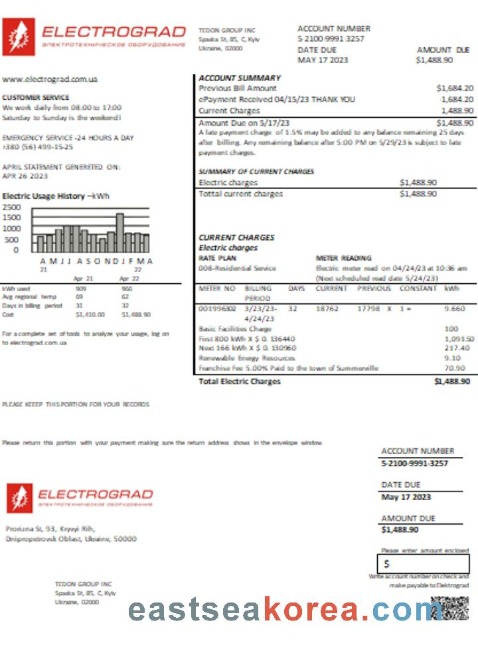 ELECTROGRAD
ЭЛЕКТРОТЕХНИЧЕСКОЕ ОБОРУДОВАНИЕ
TEDON GROUP INC
Spaska St, 85, C, Kyiv
Ukraine, 02000
ACCOUNT NUMBER
5-2100-9991-3257
DATE DUE AMOUNT DUE
MAY 17 2023 $1,488.90
www.electrograd.com.ua
CUSTOMER SERVICE
We work daily from 08:00 to 17:00
Saturday to Sunday is the weekend!
EMERGENCY SERVICE -24 HOURS A DAY
+380 (56) 499-15-25
APRIL STATEMENT GENERETED ON:
APR 26 2023
Electric Usage History –kWh
2500
1500
1000
500
0
A M J J A S O N D J F M A
21 22
Apr 21 Apr 22
kWh used 909 966
Avg regional temp 69 62
Days in billing period 31 32
Cost $1,410.00 $1,488.90
For a complete set of tools to analyze your usage, log on
to electrograd.com.ua
ACCOUNT SUMMARY
Previous Bill Amount $1,684.20
ePayment Received 04/15/23 THANK YOU 1,684.20
Current Charges 1,488.90
Amount Due on 5/17/23 $1,488.90
A late payment charge of 1.5% may be added to any balance remaining 25 days
after billing. Any remaining balance after 5:00 PM on 5/29/23 is subject to late
payment charges.
SUMMARY OF CURRENT CHARGES
Electric charges $1,488.90
Tottal current charges $1,488.90
CURRENT CHARGES
Electric charges
RATE PLAN METER READING
008-Residential Service Electric meter read on 04/24/23 at 10:36 am
(Next scheduled read date 5/24/23)
METER NO BILLING PERIOD DAYS CURRENT PREVIOUS CONSTANT kWh
001996302 3/23/23-4/24/23 32 18762 17798 X 1 = 9.660
Basic Facilities Charge 100
First 800 kWh X $ 0. 136440 1,091.50
Next 166 kWh X $ 0. 130960 217.40
Renewable Energy Resources 9.10
Franchise Fee 5.00% Paid to the town of Summerville 70.90
Total Electric Charges $1,488.90
PLEASE KEEEP THIS PORTION FOR YOUR RECORDS
Please return this portion with your payment making sure the return address shows in the envelope window
ACCOUNT NUMBER
5-2100-9991-3257
DATE DUE
May 17 2023
AMOUNT DUE
$1,488.90
ELECTROGRAD
ЭЛЕКТРОТЕХНИЧЕСКОЕ ОБОРУДОВАНИЕ
Prorizna St, 93, Kryvyi Rih,
Dnipropetrovsk Oblast, Ukraine, 50000
Please enter amount enclosed
$
Write account number on check and
make payable to Elektrograd
TEDON GROUP INC
Spaska St, 85, C, Kyiv
Ukraine, 02000
eastseakorea.com